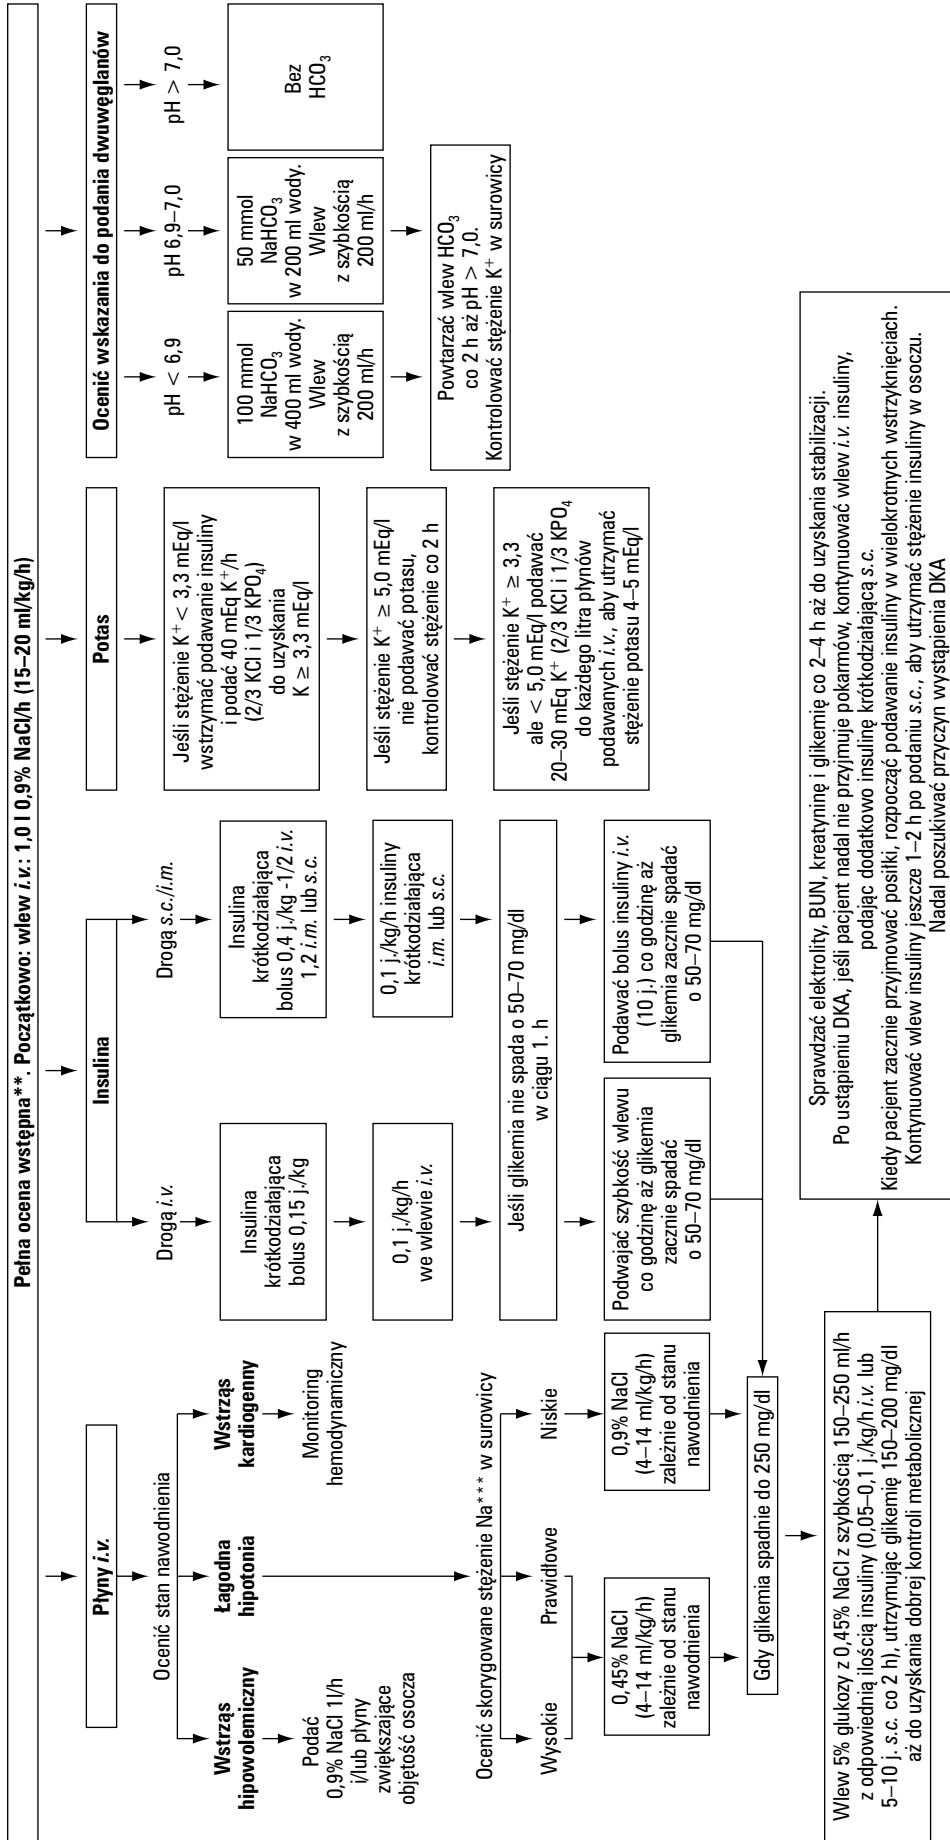 Pełna ocena wstępna**. Początkowo: wlew i.v.: 1,0 l 0,9% NaCl/h (15–20 ml/kg/h)
Płyny i.v.
Ocenić stan nawodnienia
Wstrząs
hipowolemiczny
Podać
0,9% NaCl 1l/h
i/lub płyny
zwiększające
objętość osocza
Łagodna
hipotonia
Wstrząs
kardiogenny
Monitoring
hemodynamiczny
Ocenić skorygowane stężenie Na*** w surowicy
Wysokie
Prawidłowe
Niskie
0,45% NaCl
(4–14 ml/kg/h)
zależnie od stanu
nawodnienia
0,9% NaCl
(4–14 ml/kg/h)
zależnie od stanu
nawodnienia
Insulina
Drogą i.v.
Insulina
krótkodziałająca
bolus 0,15 j./kg
0,1 j./kg/h
we wlewie i.v.
Drogą s.c./i.m.
Insulina
krótkodziałająca
bolus 0,4 j./kg -1/2 i.v.
1,2 i.m. lub s.c.
0,1 j./kg/h insuliny
krótkodziałająca
i.m. lub s.c.
Jeśli glikemia nie spada o 50–70 mg/dl
w ciągu 1. h
Podwajać szybkość wlewu
co godzinę aż glikemia
zacznie spadać
o 50–70 mg/dl
Podawać bolus insuliny i.v.
(10 j.) co godzinę aż
glikemia zacznie spadać
o 50–70 mg/dl
Potas
Jeśli stężenie K⁺ < 3,3 mEq/l
wstrzymać podawanie insuliny
i podać 40 mEq K⁺/h
(2/3 KCl i 1/3 KPO₄)
do uzyskania
K ≥ 3,3 mEq/l
Jeśli stężenie K⁺ ≥ 5,0 mEq/l
nie podawać potasu,
kontrolować stężenie co 2 h
Jeśli stężenie K⁺ ≥ 3,3
ale < 5,0 mEq/l podawać
20–30 mEq K⁺ (2/3 KCl i 1/3 KPO₄
do każdego litra płynów
podawanych i.v., aby utrzymać
stężenie potasu 4–5 mEq/l
Ocenić wskazania do podania dwuwęglanów
pH < 6,9
100 mmol
NaHCO₃
w 400 ml wody.
Wlew
z szybkością
200 ml/h
pH 6,9–7,0
50 mmol
NaHCO₃
w 200 ml wody.
Wlew
z szybkością
200 ml/h
pH > 7,0
Bez
HCO₃
Powtarzać wlew HCO₃
co 2 h aż pH > 7,0.
Kontrolować stężenie K⁺ w surowicy
Gdy glikemia spadnie do 250 mg/dl
Wlew 5% glukozy z 0,45% NaCl z szybkością 150–250 ml/h
z odpowiednią ilością insuliny (0,05–0,1 j./kg/h i.v. lub
5–10 j. s.c. co 2 h), utrzymując glikemię 150–200 mg/dl
aż do uzyskania dobrej kontroli metabolicznej
Sprawdzać elektrolity, BUN, kreatyninę i glikemię co 2–4 h aż do uzyskania stabilizacji.
Po ustąpieniu DKA, jeśli pacjent nadal nie przyjmuje pokarmów, kontynuować wlew i.v. insuliny,
podając dodatkowo insulinę krótkodziałającą s.c.
Kiedy pacjent zacznie przyjmować posiłki, rozpocząć podawanie insuliny w wielokrotnych wstrzyknięciach.
Kontynuować wlew insuliny jeszcze 1–2 h po podaniu s.c., aby utrzymać stężenie insuliny w osoczu.
Nadal poszukiwać przyczyn wystąpienia DKA